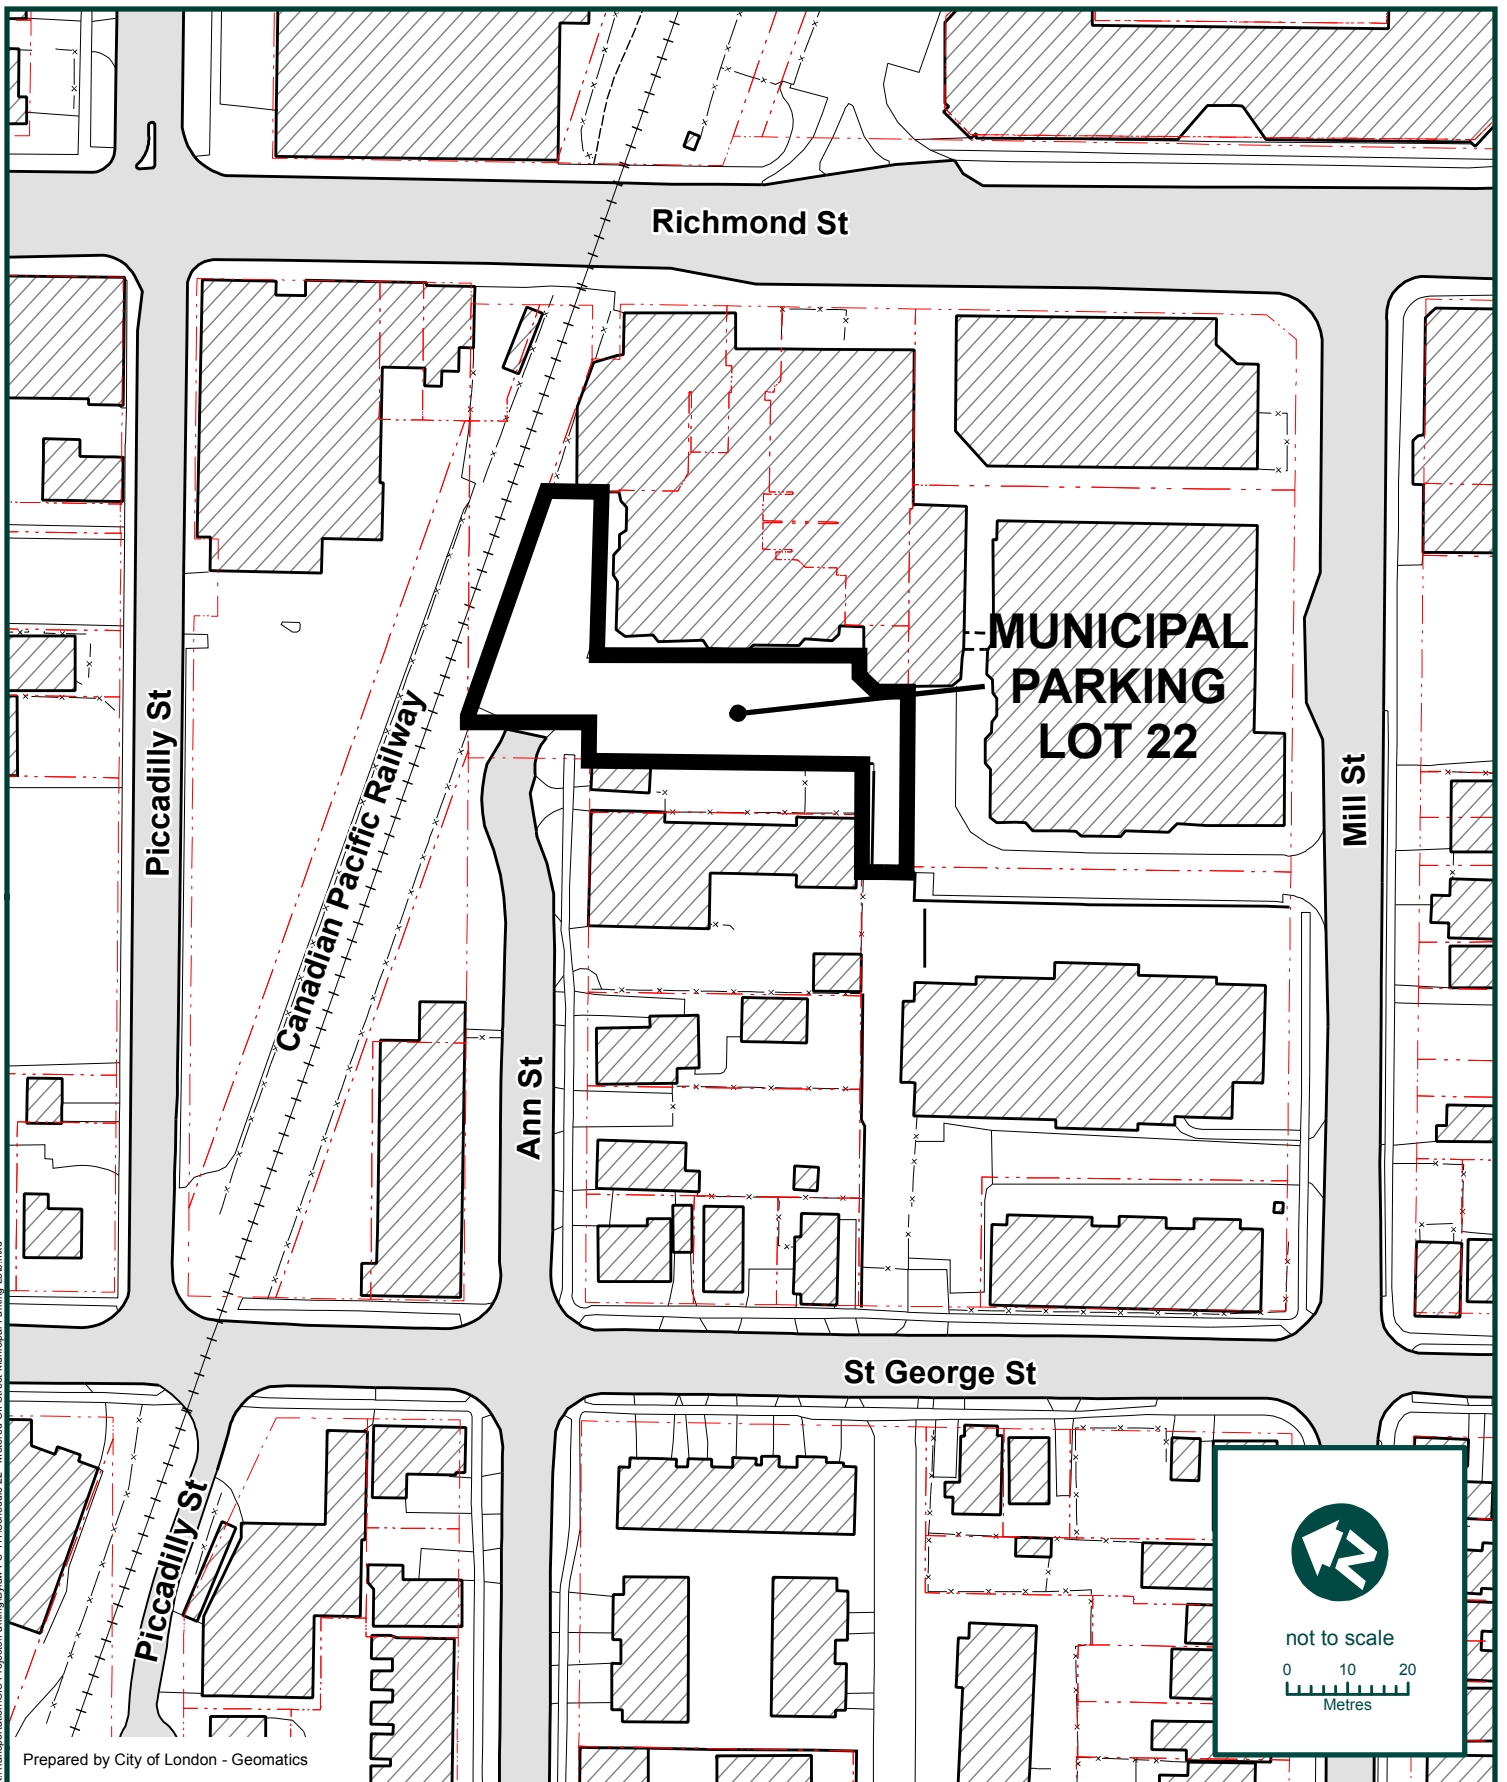 Richmond St
MUNICIPAL
PARKING
LOT 22
Piccadilly St
Canadian Pacific Railway
Mill St
Ann St
St George St
Piccadilly St
N
not to scale
0 10 20
Metres
Prepared by City of London - Geomatics